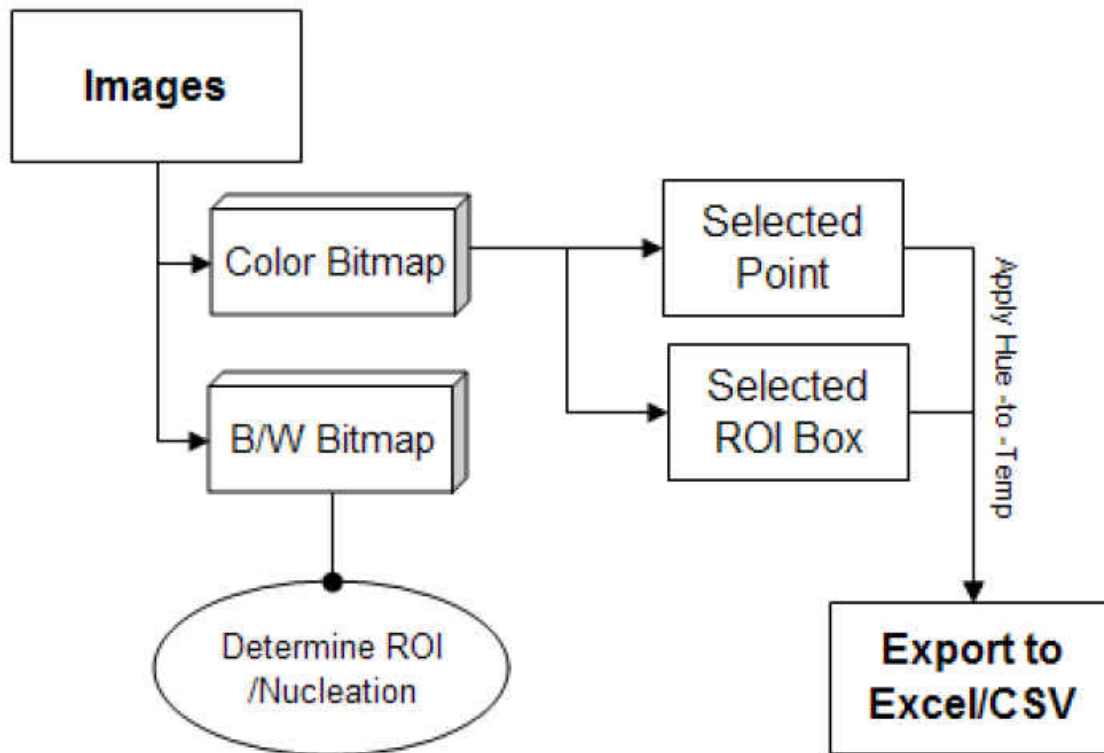 Images
Color Bitmap
B/W Bitmap
Determine ROI
/Nucleation
Selected
Point
Selected
ROI Box
Apply Hue -to -Temp
Export to
Excel/CSV